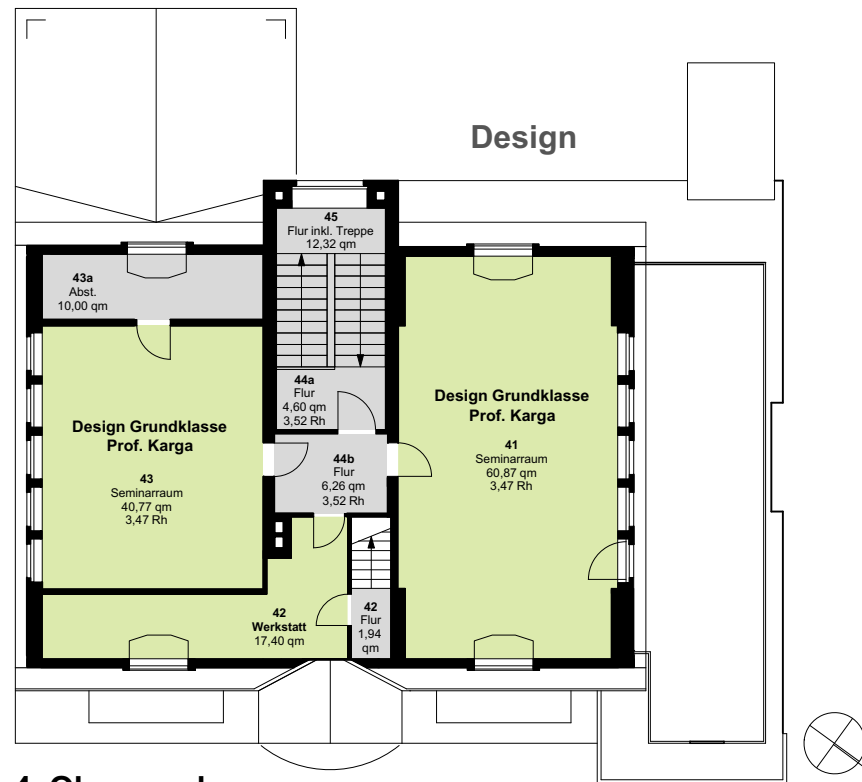 Design
45
Flur inkl. Treppe
12,32 qm
43a
Abst.
10,00 qm
44a
Flur
4,60 qm
3,52 Rh
Design Grundklasse
Prof. Karga
43
Seminarraum
40,77 qm
3,47 Rh
Design Grundklasse
Prof. Karga
41
Seminarraum
60,87 qm
3,47 Rh
44b
Flur
6,26 qm
3,52 Rh
42
Werkstatt
17,40 qm
42
Flur
1,94
qm